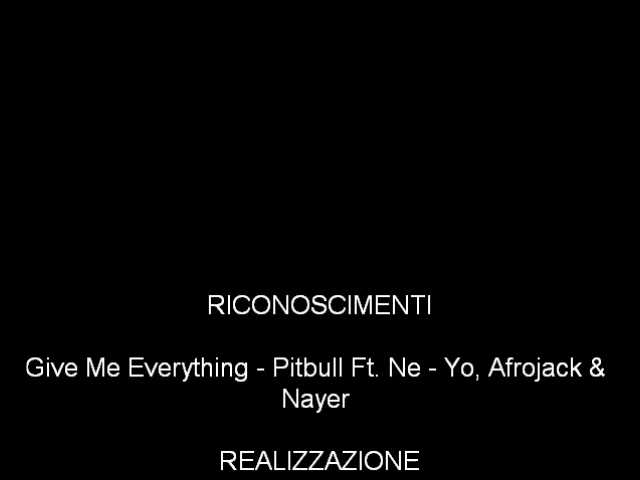 RICONOSCIMENTI
Give Me Everything - Pitbull Ft. Ne - Yo, Afrojack &
Nayer
REALIZZAZIONE